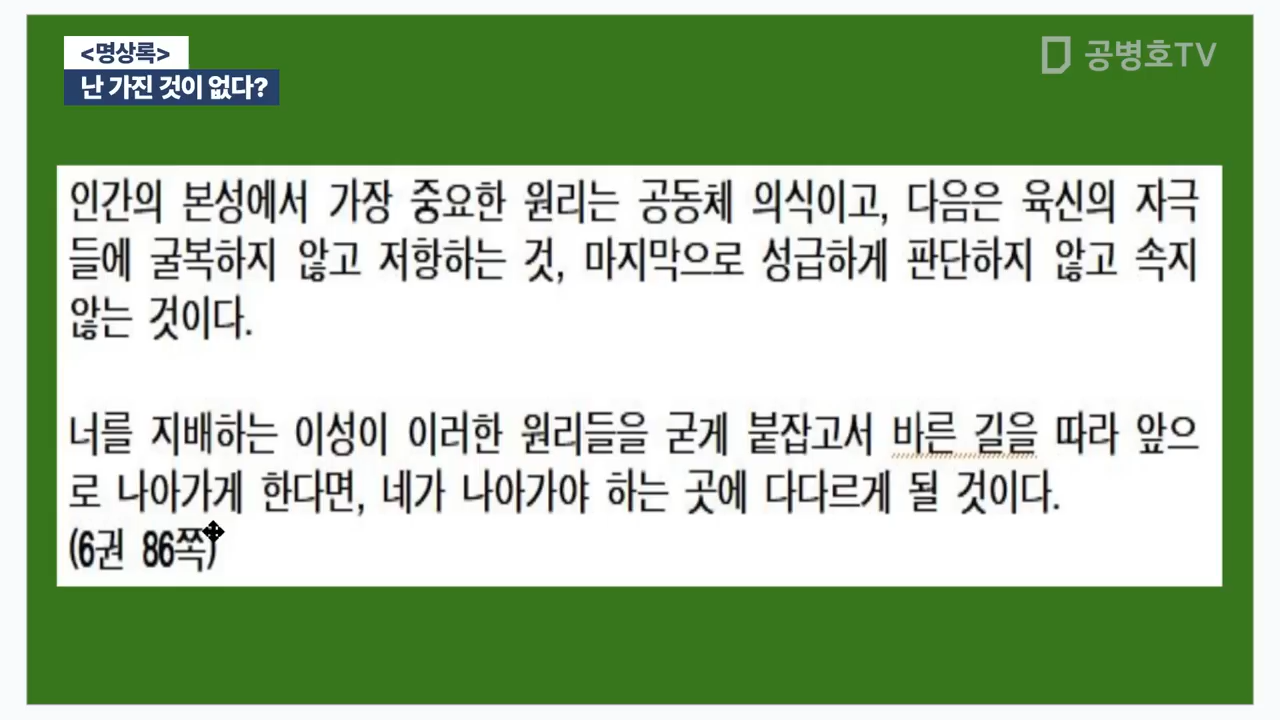 <명상록>
난 가진 것이 없다?
공병호TV
인간의 본성에서 가장 중요한 원리는 공동체 의식이고, 다음은 육신의 자극
들에 굴복하지 않고 저항하는 것, 마지막으로 성급하게 판단하지 않고 속지
않는 것이다.
너를 지배하는 이성이 이러한 원리들을 굳게 붙잡고서 바른 길을 따라 앞으
로 나아가게 한다면, 네가 나아가야 하는 곳에 다다르게 될 것이다.
(6권 86쪽)